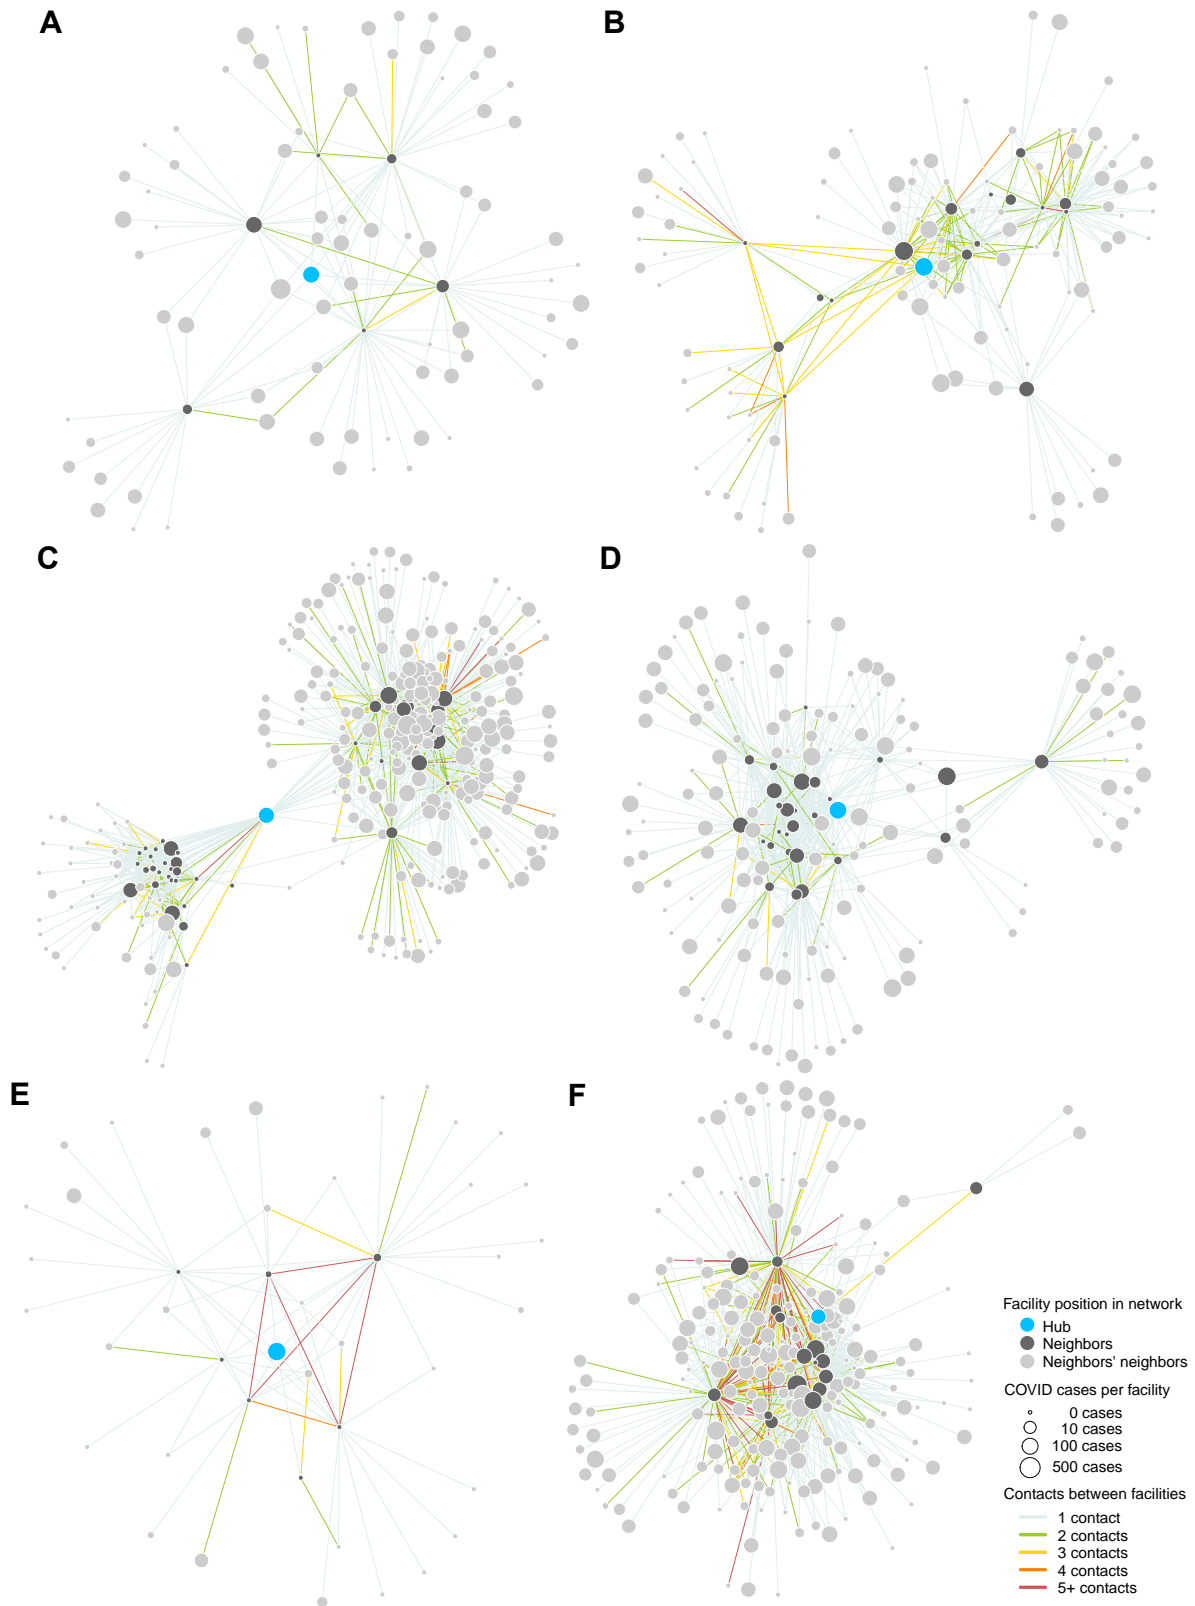 A
B
C
D
E
F
Facility position in network
Hub
Neighbors
Neighbors' neighbors
COVID cases per facility
0 cases
10 cases
100 cases
500 cases
Contacts between facilities
1 contact
2 contacts
3 contacts
4 contacts
5+ contacts